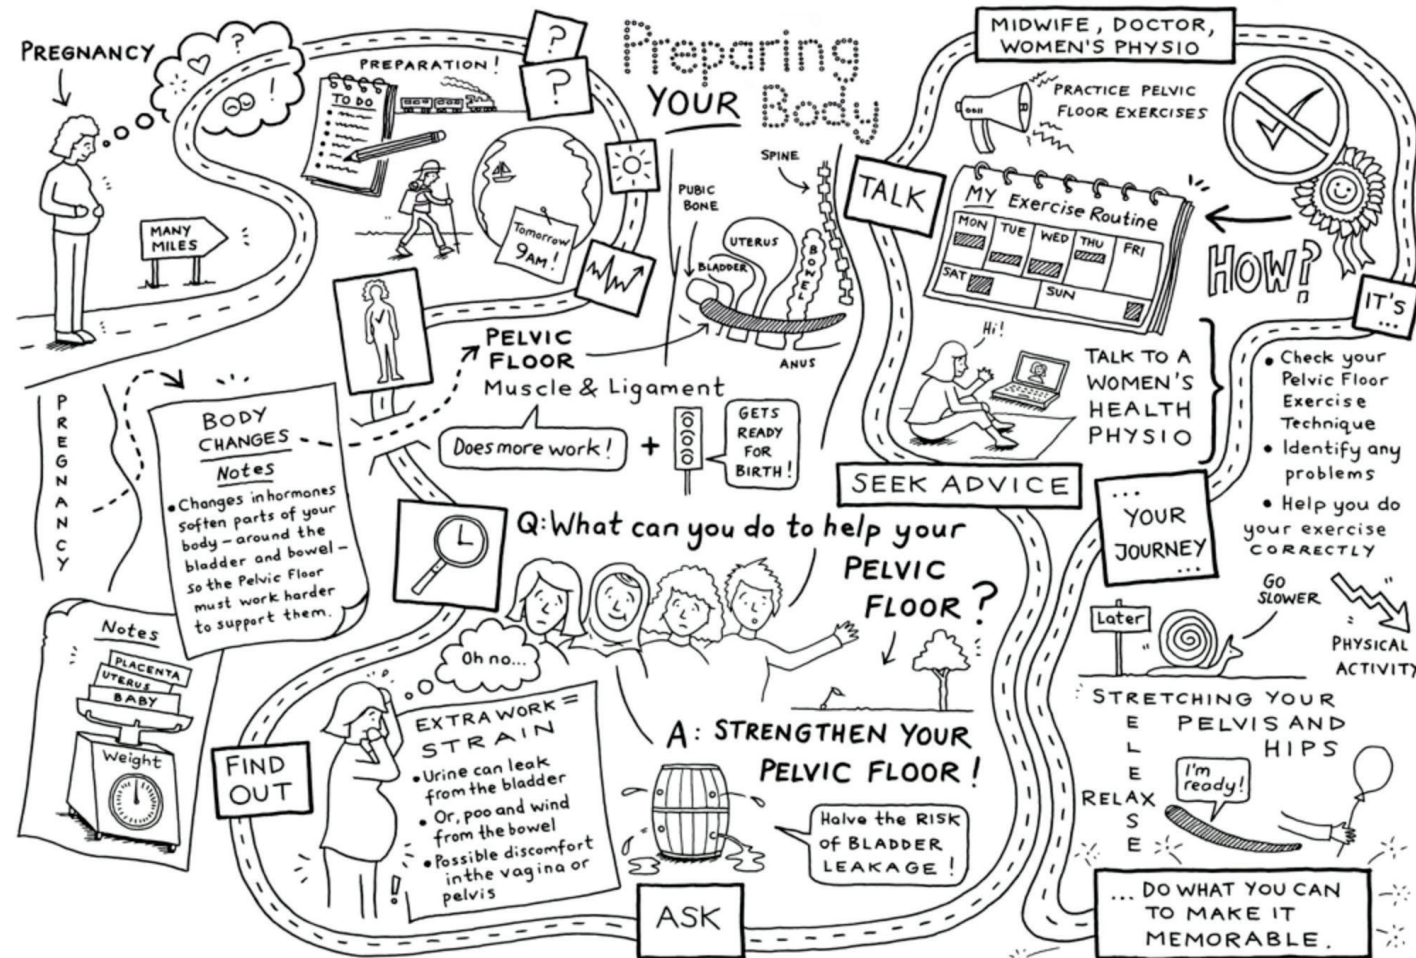 PREGNANCY
?
!
MANY
MILES
PREPARATION!
TO DO
?
?
Tomorrow
9AM!
Preparing
YOUR Body
SPINE
PUBIC
BONE
UTERUS
BLADDER
BOWEL
ANUS
PELVIC
FLOOR
Muscle & Ligament
Does more work!
+
GETS
READY
FOR
BIRTH!
PREGNANCY
BODY
CHANGES
Notes
• Changes in hormones
soften parts of your
body – around the
bladder and bowel –
so the Pelvic Floor
must work harder
to support them.
Notes
PLACENTA
UTERUS
BABY
Weight
FIND
OUT
Q: What can you do to help your
PELVIC
FLOOR?
Oh no...
EXTRA WORK =
STRAIN
• Urine can leak
from the bladder
• Or, poo and wind
from the bowel
• Possible discomfort
in the vagina or
pelvis
!
A: STRENGTHEN YOUR
PELVIC FLOOR!
Halve the RISK
of BLADDER
LEAKAGE!
ASK
SEEK ADVICE
TALK
MIDWIFE, DOCTOR,
WOMEN'S PHYSIO
PRACTICE PELVIC
FLOOR EXERCISES
MY Exercise Routine
MON TUE WED THU FRI
SAT SUN
HOW?
Hi!
TALK TO A
WOMEN'S
HEALTH
PHYSIO
IT'S
...
• Check your
Pelvic Floor
Exercise
Technique
• Identify any
problems
• Help you do
your exercise
CORRECTLY
...
YOUR
JOURNEY
...
Later
GO
SLOWER
PHYSICAL
ACTIVITY
STRETCHING YOUR
PELVIS AND
HIPS
RELEASE
RELAX
I'm
ready!
... DO WHAT YOU CAN
TO MAKE IT
MEMORABLE.